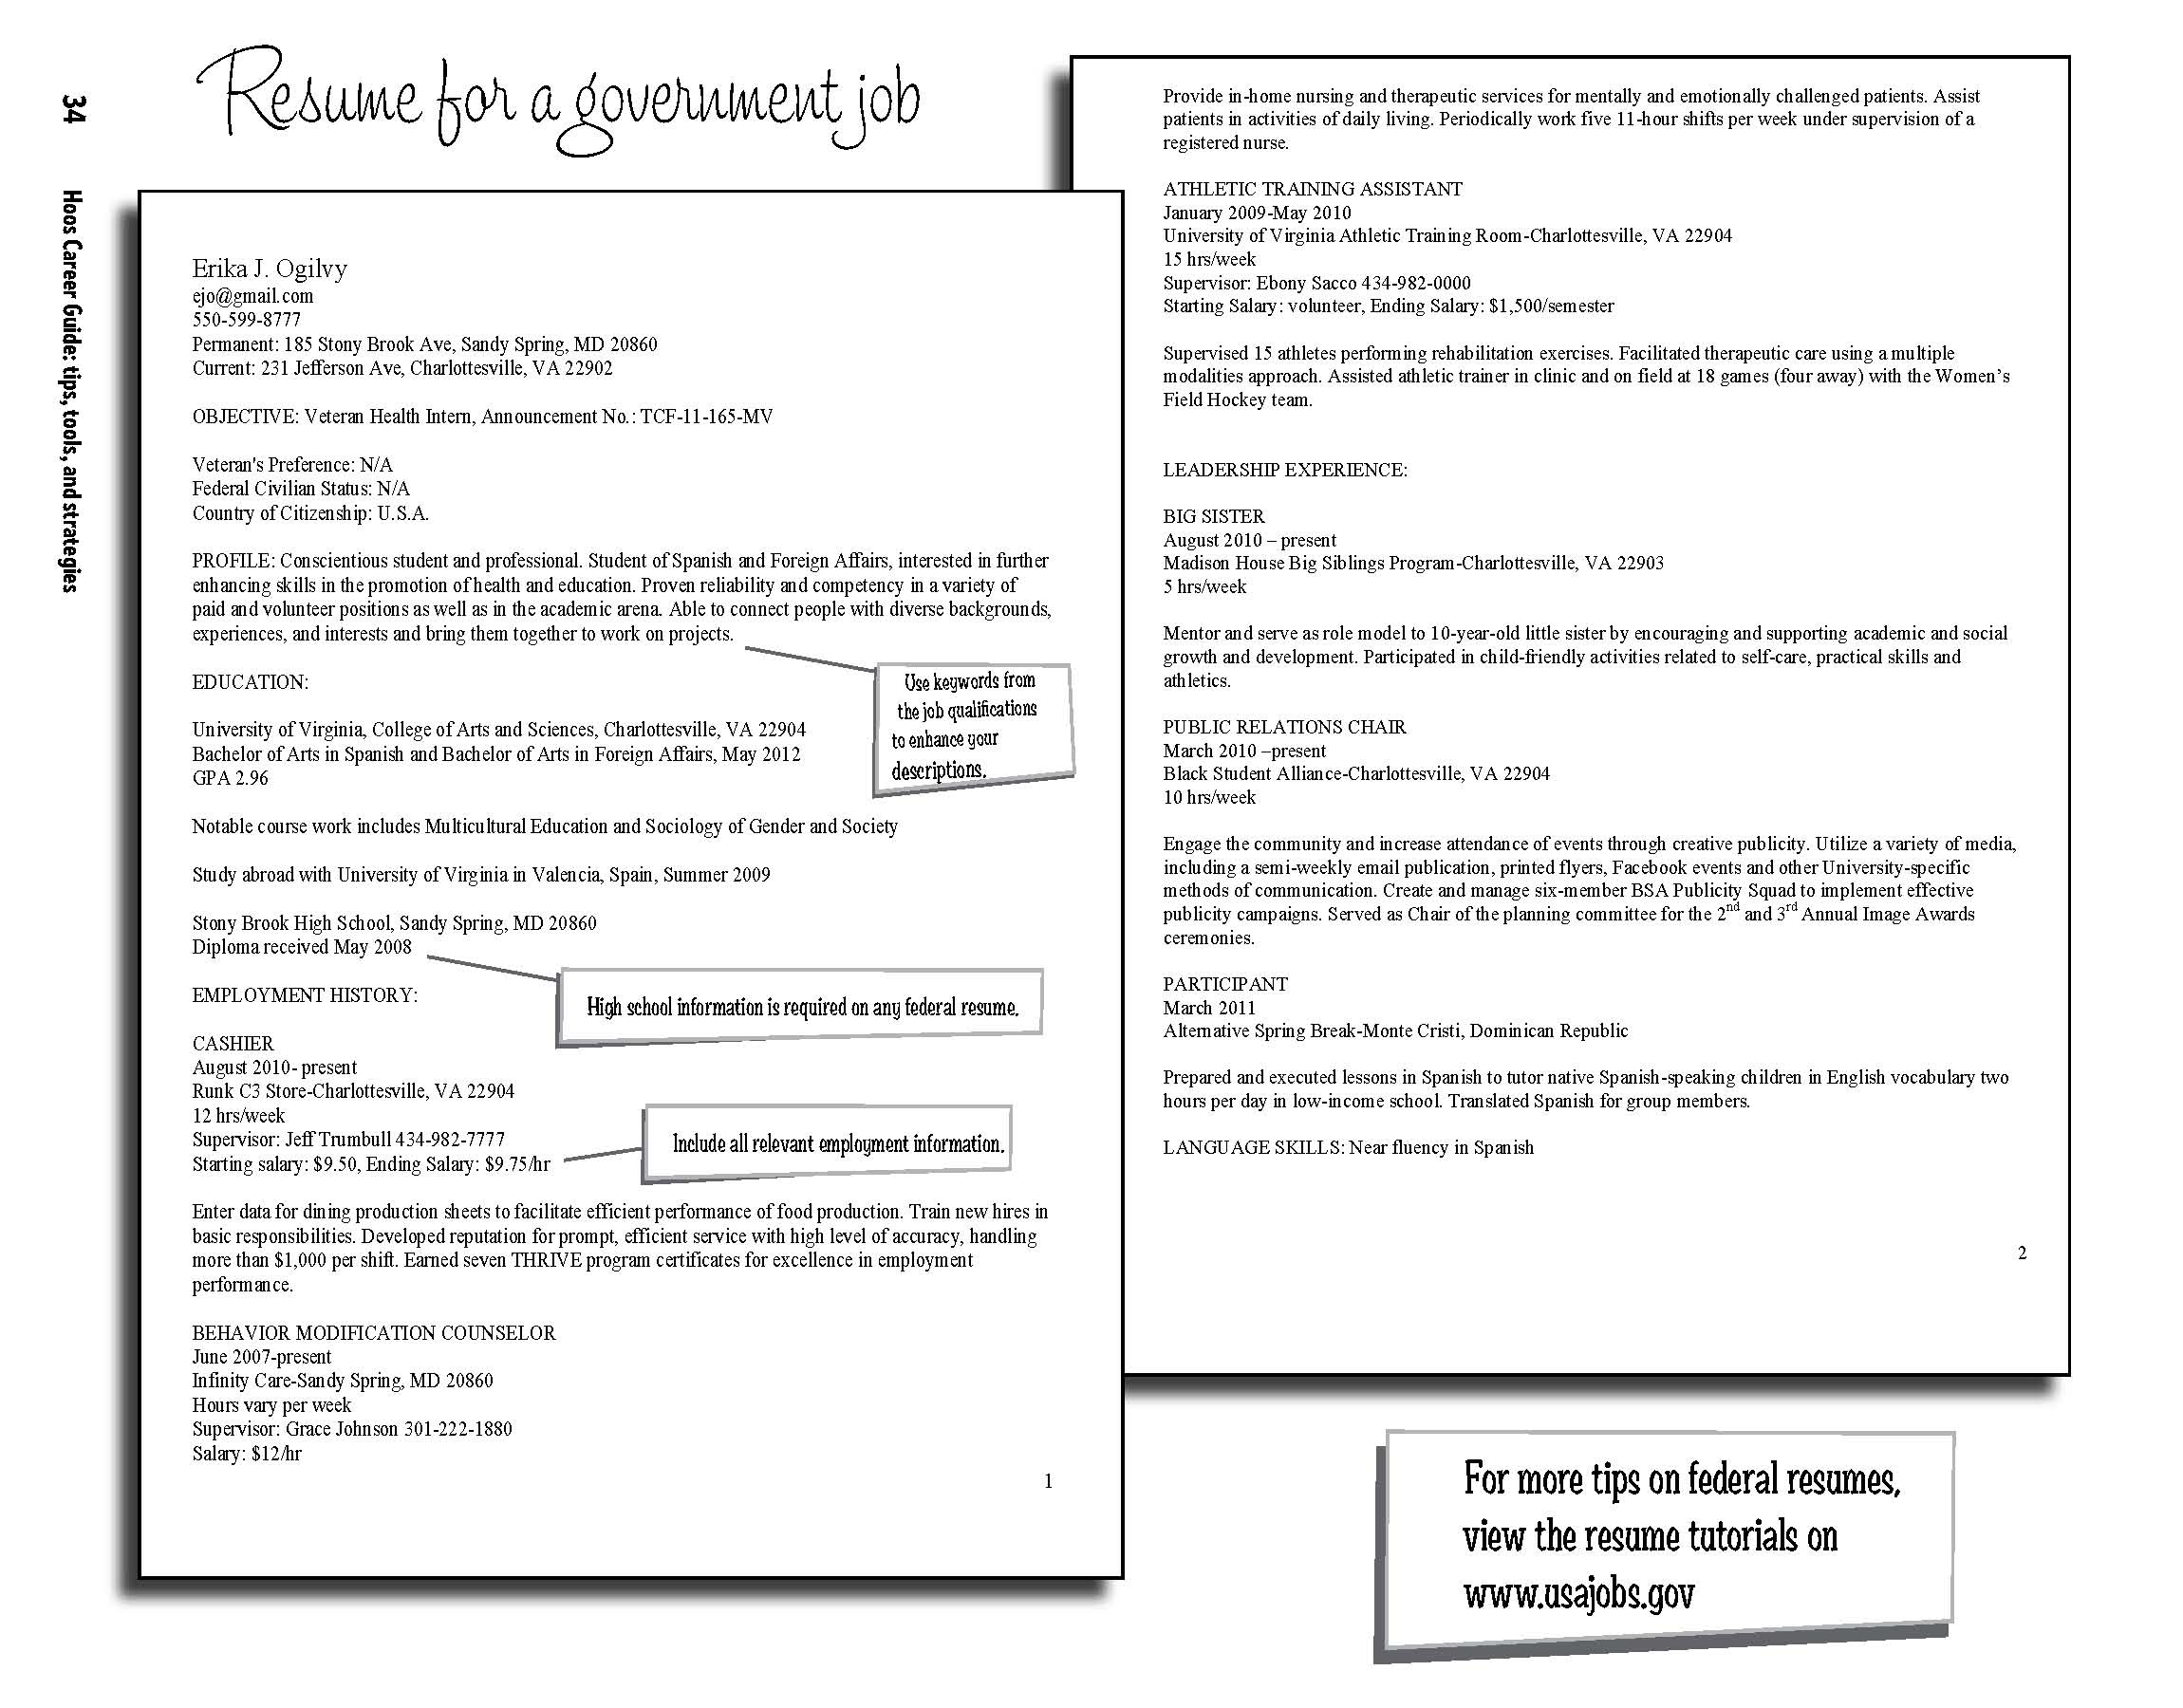 34
Hoos Career Guide: tips, tools, and strategies
Resume for a government job
Erika J. Ogilvy
ejo@gmail.com
550-599-8777
Permanent: 185 Stony Brook Ave, Sandy Spring, MD 20860
Current: 231 Jefferson Ave, Charlottesville, VA 22902
OBJECTIVE: Veteran Health Intern, Announcement No.: TCF-11-165-MV
Veteran's Preference: N/A
Federal Civilian Status: N/A
Country of Citizenship: U.S.A.
PROFILE: Conscientious student and professional. Student of Spanish and Foreign Affairs, interested in further
enhancing skills in the promotion of health and education. Proven reliability and competency in a variety of
paid and volunteer positions as well as in the academic arena. Able to connect people with diverse backgrounds,
experiences, and interests and bring them together to work on projects.
Use keywords from
the job qualifications
to enhance your
descriptions.
EDUCATION:
University of Virginia, College of Arts and Sciences, Charlottesville, VA 22904
Bachelor of Arts in Spanish and Bachelor of Arts in Foreign Affairs, May 2012
GPA 2.96
Notable course work includes Multicultural Education and Sociology of Gender and Society
Study abroad with University of Virginia in Valencia, Spain, Summer 2009
Stony Brook High School, Sandy Spring, MD 20860
Diploma received May 2008
High school information is required on any federal resume.
EMPLOYMENT HISTORY:
CASHIER
August 2010- present
Runk C3 Store-Charlottesville, VA 22904
12 hrs/week
Supervisor: Jeff Trumbull 434-982-7777
Starting salary: $9.50, Ending Salary: $9.75/hr
Include all relevant employment information.
Enter data for dining production sheets to facilitate efficient performance of food production. Train new hires in
basic responsibilities. Developed reputation for prompt, efficient service with high level of accuracy, handling
more than $1,000 per shift. Earned seven THRIVE program certificates for excellence in employment
performance.
BEHAVIOR MODIFICATION COUNSELOR
June 2007-present
Infinity Care-Sandy Spring, MD 20860
Hours vary per week
Supervisor: Grace Johnson 301-222-1880
Salary: $12/hr
1
Provide in-home nursing and therapeutic services for mentally and emotionally challenged patients. Assist
patients in activities of daily living. Periodically work five 11-hour shifts per week under supervision of a
registered nurse.
ATHLETIC TRAINING ASSISTANT
January 2009-May 2010
University of Virginia Athletic Training Room-Charlottesville, VA 22904
15 hrs/week
Supervisor: Ebony Sacco 434-982-0000
Starting Salary: volunteer, Ending Salary: $1,500/semester
Supervised 15 athletes performing rehabilitation exercises. Facilitated therapeutic care using a multiple
modalities approach. Assisted athletic trainer in clinic and on field at 18 games (four away) with the Women's
Field Hockey team.
LEADERSHIP EXPERIENCE:
BIG SISTER
August 2010 – present
Madison House Big Siblings Program-Charlottesville, VA 22903
5 hrs/week
Mentor and serve as role model to 10-year-old little sister by encouraging and supporting academic and social
growth and development. Participated in child-friendly activities related to self-care, practical skills and
athletics.
PUBLIC RELATIONS CHAIR
March 2010 –present
Black Student Alliance-Charlottesville, VA 22904
10 hrs/week
Engage the community and increase attendance of events through creative publicity. Utilize a variety of media,
including a semi-weekly email publication, printed flyers, Facebook events and other University-specific
methods of communication. Create and manage six-member BSA Publicity Squad to implement effective
publicity campaigns. Served as Chair of the planning committee for the 2nd and 3rd Annual Image Awards
ceremonies.
PARTICIPANT
March 2011
Alternative Spring Break-Monte Cristi, Dominican Republic
Prepared and executed lessons in Spanish to tutor native Spanish-speaking children in English vocabulary two
hours per day in low-income school. Translated Spanish for group members.
LANGUAGE SKILLS: Near fluency in Spanish
2
For more tips on federal resumes,
view the resume tutorials on
www.usajobs.gov